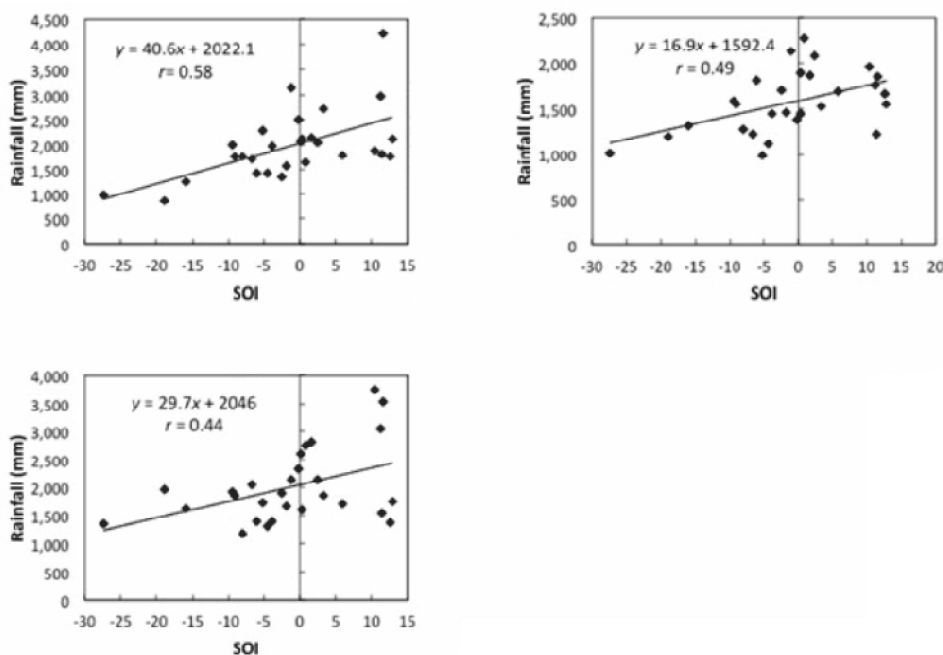 4,500
4,000
3,500
3,000
2,500
2,000
1,500
1,000
500
0
Rainfall (mm)
y = 40.6x + 2022.1
r= 0.58
-30 -25 -20 -15 -10 -5 0 5 10 15
SOI
2,500
2,000
1,500
1,000
500
0
Rainfall (mm)
y = 16.9x + 1592.4
r = 0.49
-30 -25 -20 -15 -10 -5 0 5 10 15 20
SOI
4,000
3,500
3,000
2,500
2,000
1,500
1,000
500
0
Rainfall (mm)
y = 29.7x + 2046
r = 0.44
-30 -25 -20 -15 -10 -5 0 5 10 15
SOI